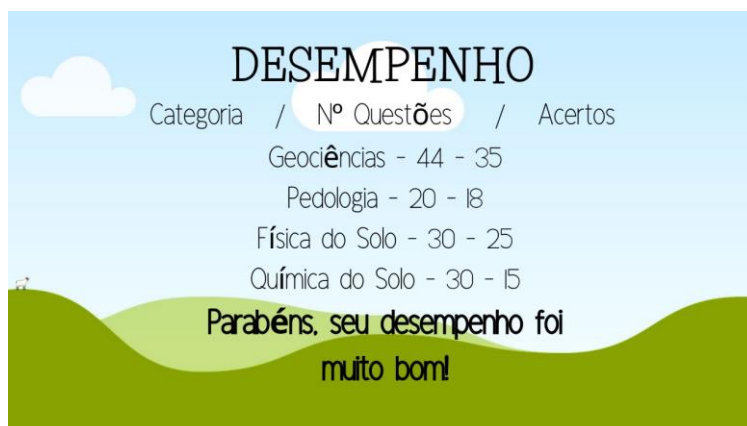 DESEMPENHO
Categoria / Nº Questões / Acertos
Geociências - 44 - 35
Pedologia - 20 - 18
Física do Solo - 30 - 25
Química do Solo - 30 - 15
Parabéns, seu desempenho foi
muito bom!